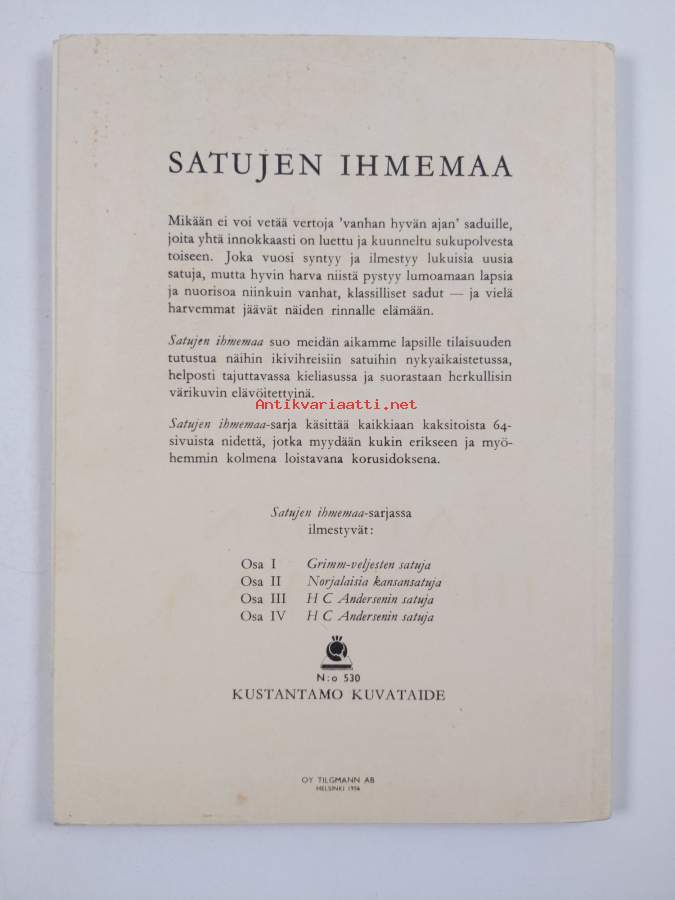 SATUJEN IHMEMAA
Mikään ei voi vetää vertoja 'vanhan hyvän ajan' saduille,
joita yhtä innokkaasti on luettu ja kuunneltu sukupolvesta
toiseen. Joka vuosi syntyy ja ilmestyy lukuisia uusia
satuja, mutta hyvin harva niistä pystyy lumoamaan lapsia
ja nuorisoa niinkuin vanhat, klassilliset sadut — ja vielä
harvemmat jäävät näiden rinnalle elämään.
Satujen ihmemaa suo meidän aikamme lapsille tilaisuuden
tutustua näihin ikivihreisiin satuihin nykyaikaistetussa,
helposti tajuttavassa kieliasussa ja suorastaan herkullisin
värikuvin elävöitettyinä.
Antikvariaatti.net
Satujen ihmemaa-sarja käsittää kaikkiaan kaksitoista 64-
sivuista nidettä, jotka myydään kukin erikseen ja myö-
hemmin kolmena loistavana korusidoksena.
Satujen ihmemaa-sarjassa
ilmestyvät:
Osa I Grimm-veljesten satuja
Osa II Norjalaisia kansansatuja
Osa III H C Andersenin satuja
Osa IV H C Andersenin satuja
N:o 530
KUSTANTAMO KUVATAIDE
OY TILGMANN AB
HELSINKI 1956